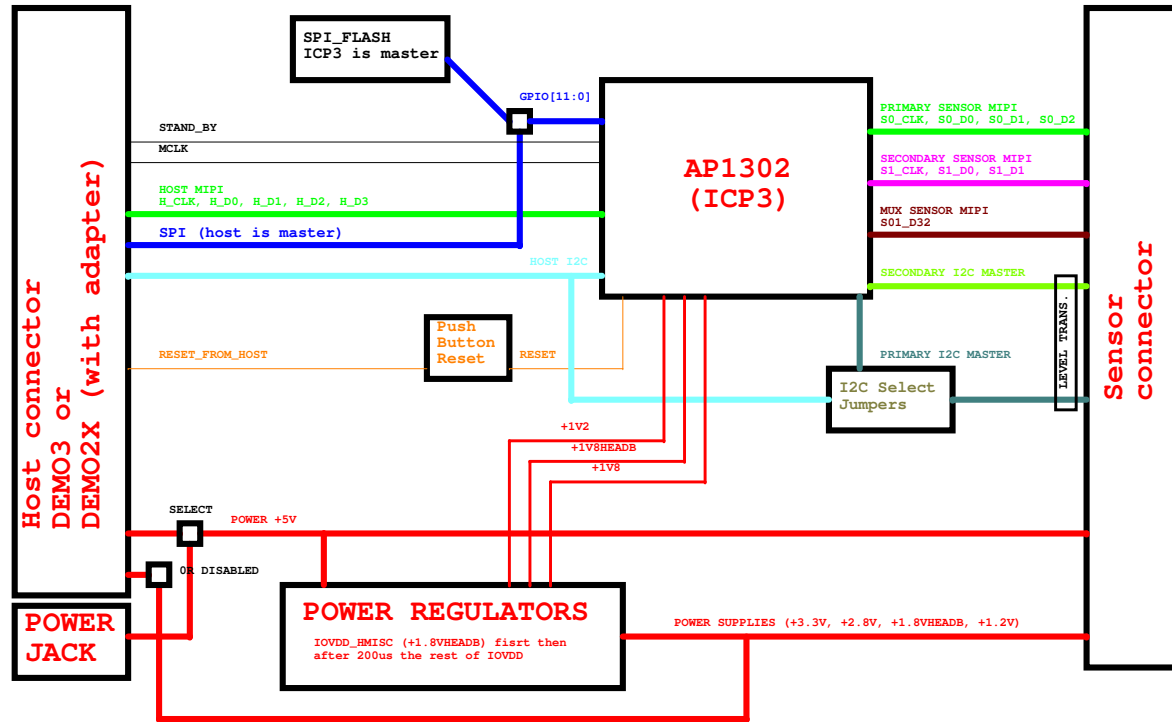 SPI_FLASH
ICP3 is master
GPIO[11:0]
STAND_BY
MCLK
HOST MIPI
H_CLK, H_D0, H_D1, H_D2, H_D3
SPI (host is master)
HOST I2C
AP1302
(ICP3)
PRIMARY SENSOR MIPI
S0_CLK, S0_D0, S0_D1, S0_D2
SECONDARY SENSOR MIPI
S1_CLK, S1_D0, S1_D1
MUX SENSOR MIPI
S01_D32
SECONDARY I2C MASTER
LEVEL TRANS.
Host connector
DEMO3 or
DEMO2X (with adapter)
Sensor
connector
RESET_FROM_HOST
Push
Button
Reset
RESET
PRIMARY I2C MASTER
I2C Select
Jumpers
+1V2
+1V8HEADB
+1V8
SELECT
POWER +5V
0R DISABLED
POWER
JACK
POWER REGULATORS
IOVDD_HMISC (+1.8VHEADB) fisrt then
after 200us the rest of IOVDD
POWER SUPPLIES (+3.3V, +2.8V, +1.8VHEADB, +1.2V)